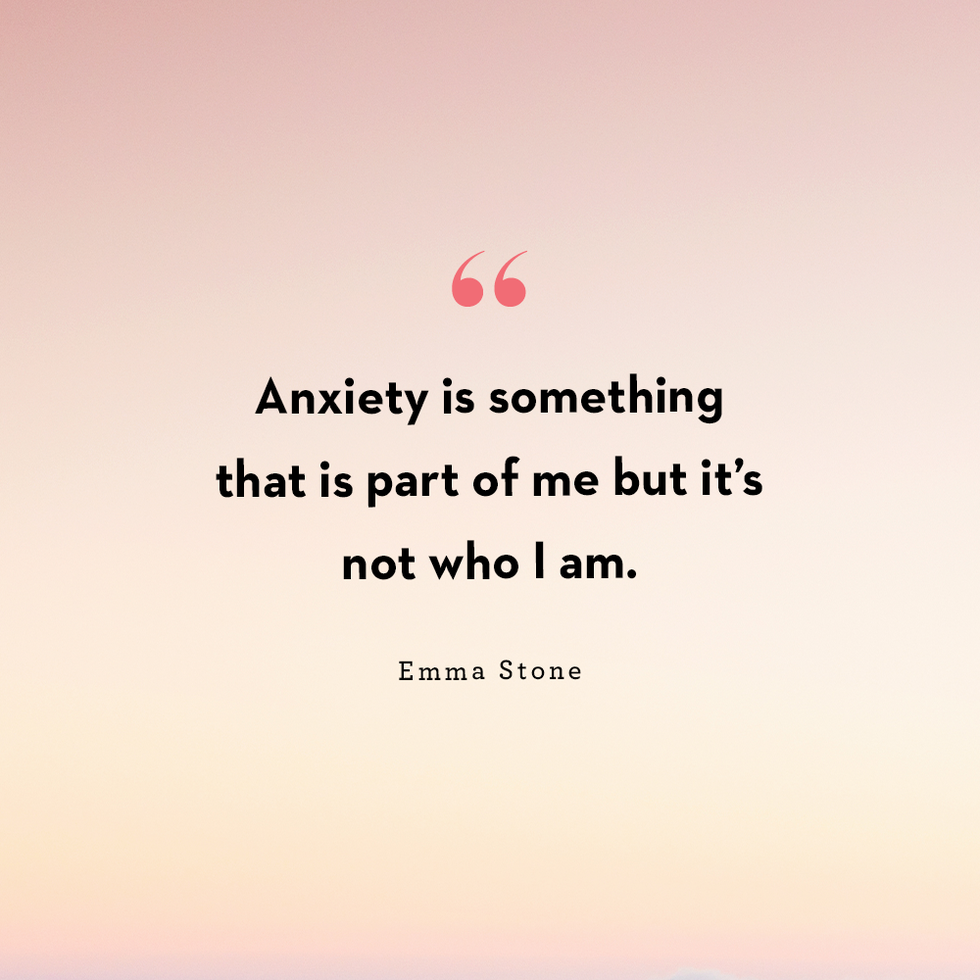 “
Anxiety is something
that is part of me but it’s
not who I am.
Emma Stone